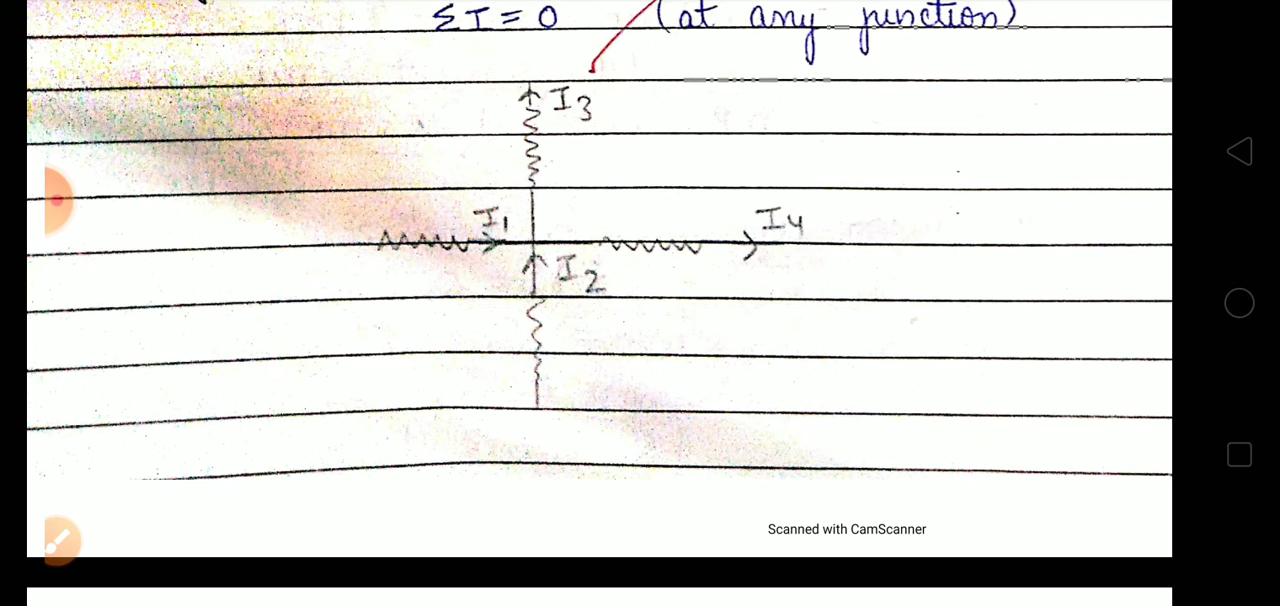 ΣI = 0 (at any junction)
I3
I1 I4
I2
Scanned with CamScanner